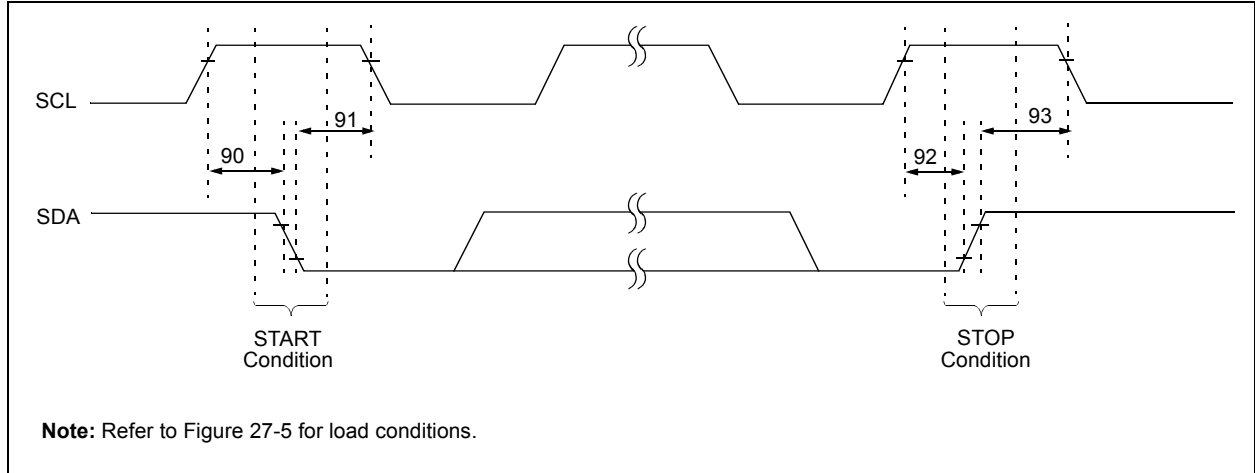 SCL
91
93
90
92
SDA
START
Condition
STOP
Condition
Note: Refer to Figure 27-5 for load conditions.